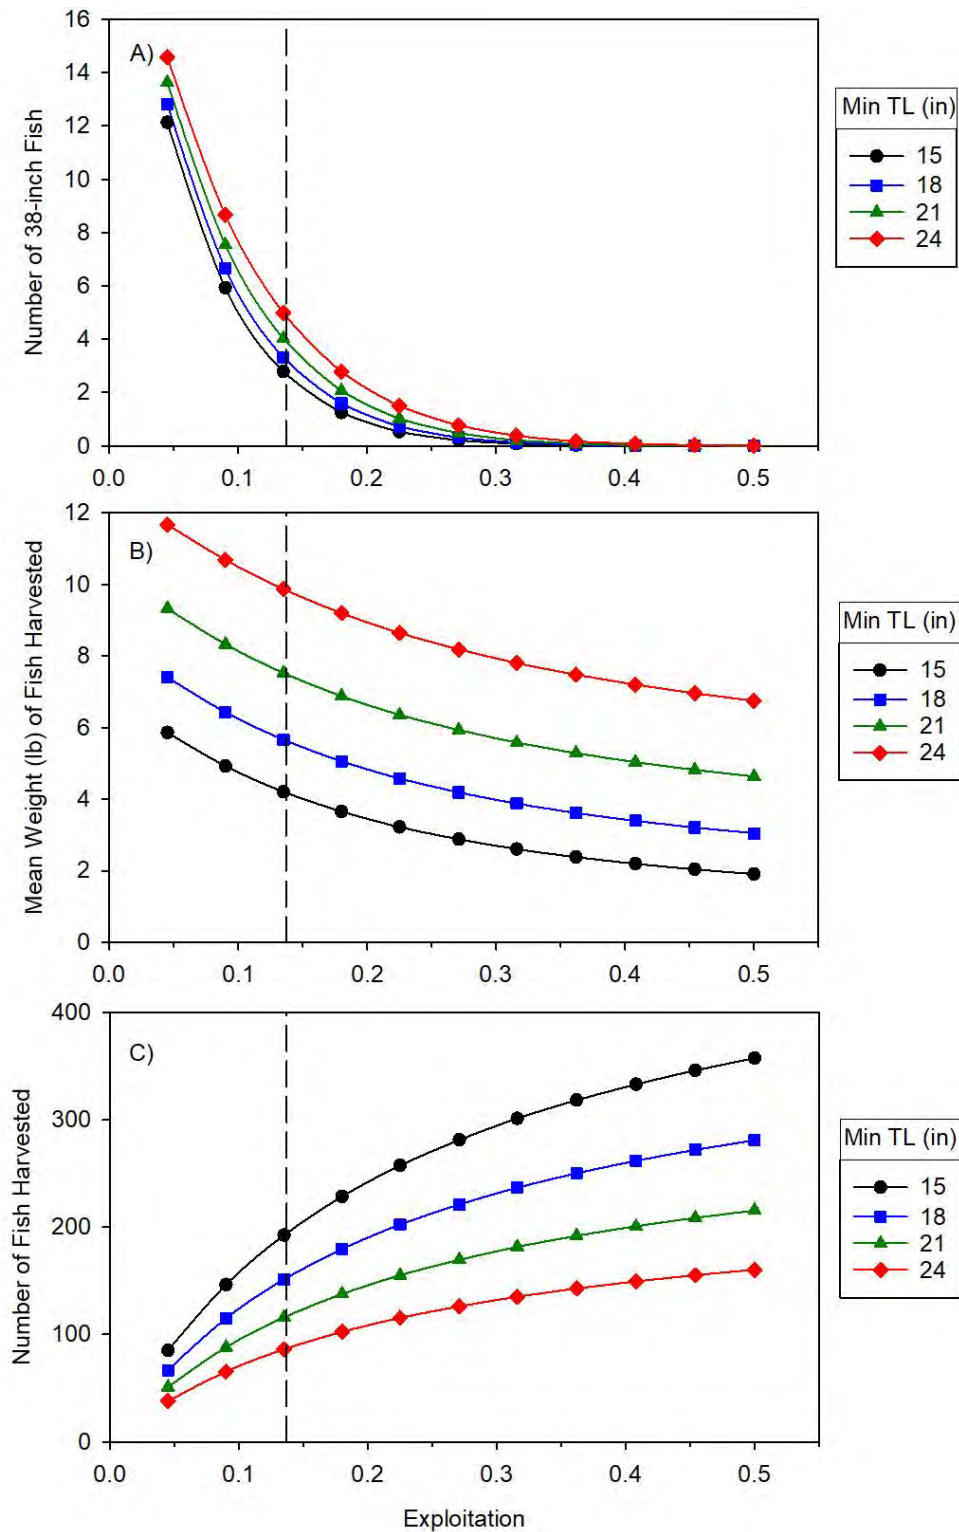 A)
Number of 38-inch Fish
16
14
12
10
8
6
4
2
0
0.0 0.1 0.2 0.3 0.4 0.5
Min TL (in)
15
18
21
24
B)
Mean Weight (lb) of Fish Harvested
12
10
8
6
4
2
0
0.0 0.1 0.2 0.3 0.4 0.5
Min TL (in)
15
18
21
24
C)
Number of Fish Harvested
400
300
200
100
0
0.0 0.1 0.2 0.3 0.4 0.5
Min TL (in)
15
18
21
24
Exploitation